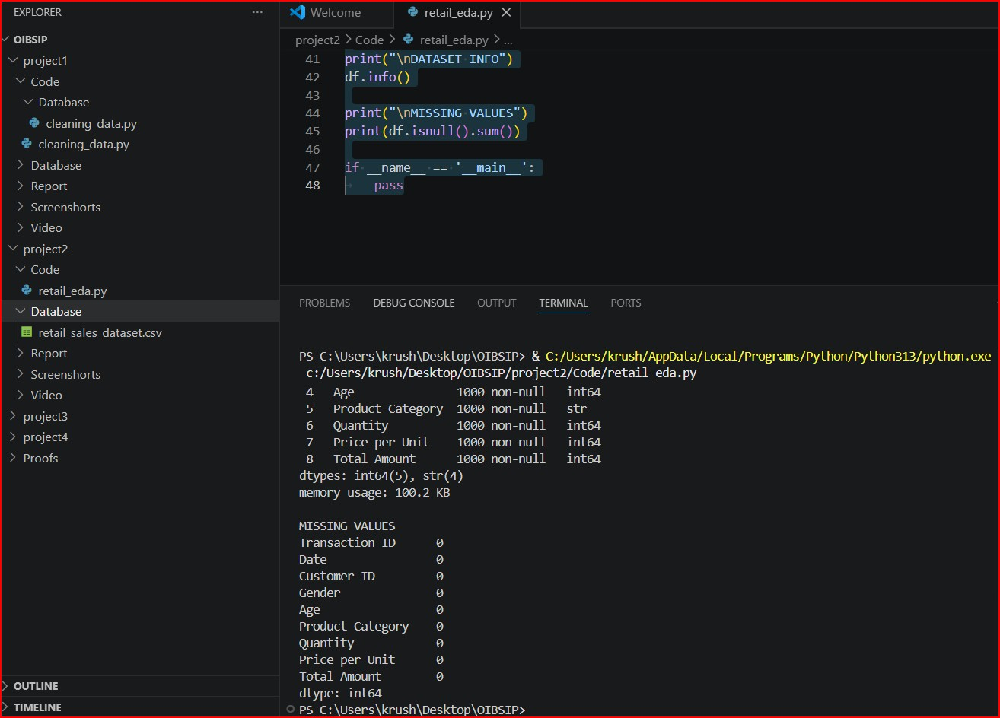 EXPLORER
OIBSIP
project1
Code
Database
cleaning_data.py
cleaning_data.py
Database
Report
Screenshorts
Video
project2
Code
retail_eda.py
Database
retail_sales_dataset.csv
Report
Screenshorts
Video
project3
project4
Proofs
OUTLINE
TIMELINE
Welcome
retail_eda.py
project2 > Code > retail_eda.py > ...
41 print("\nDATASET INFO")
42 df.info()
43
44 print("\nMISSING VALUES")
45 print(df.isnull().sum())
46
47 if __name__ == '__main__':
48 pass
PROBLEMS DEBUG CONSOLE OUTPUT TERMINAL PORTS
PS C:\Users\krush\Desktop\OIBSIP> & C:/Users/krush/AppData/Local/Programs/Python/Python313/python.exe
c:/Users/krush/Desktop/OIBSIP/project2/Code/retail_eda.py
4 Age 1000 non-null int64
5 Product Category 1000 non-null str
6 Quantity 1000 non-null int64
7 Price per Unit 1000 non-null int64
8 Total Amount 1000 non-null int64
dtypes: int64(5), str(4)
memory usage: 100.2 KB
MISSING VALUES
Transaction ID 0
Date 0
Customer ID 0
Gender 0
Age 0
Product Category 0
Quantity 0
Price per Unit 0
Total Amount 0
dtype: int64
PS C:\Users\krush\Desktop\OIBSIP>